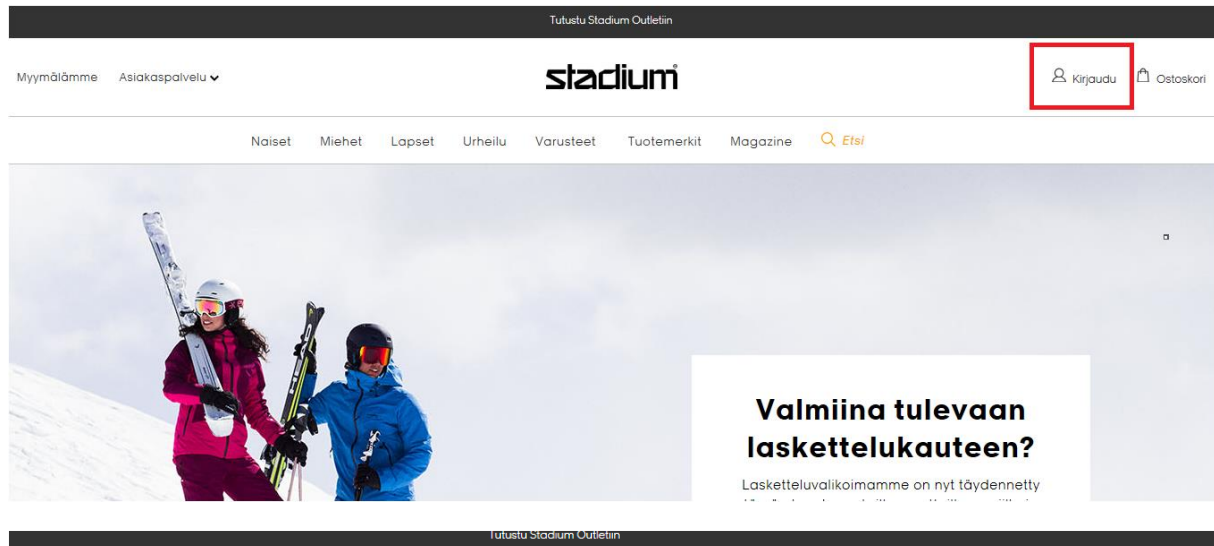 Tutustu Stadium Outletiin
Myymälämme Asiakaspalvelu stadium Kirjaudu Ostoskori
Naiset Miehet Lapset Urheilu Varusteet Tuotemerkit Magazine Etsi
Valmiina tulevaan
laskettelukauteen?
Lasketteluvalikoimamme on nyt täydennetty
Tutustu Stadium Outletiin